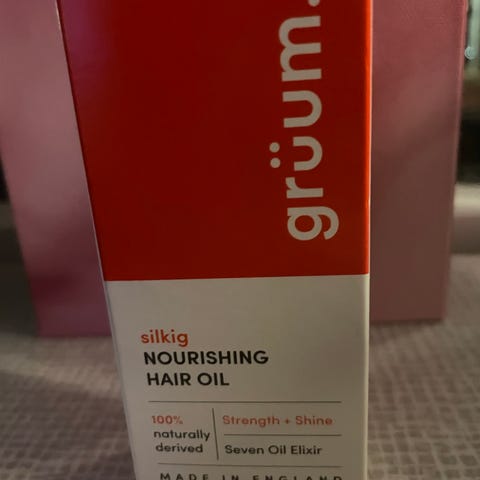 grüum.
silkig
NOURISHING
HAIR OIL
100%
naturally
derived
Strength + Shine
Seven Oil Elixir
MADE IN ENGLAND